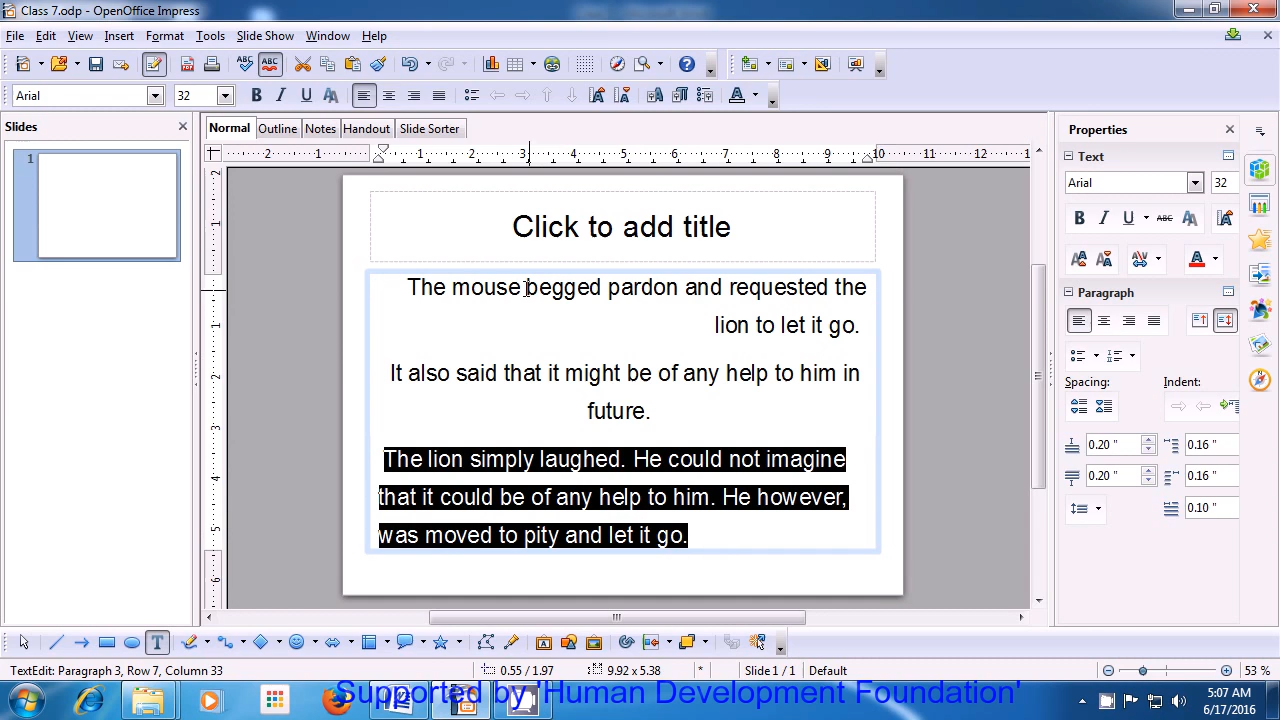 Class 7.odp - OpenOffice Impress
File Edit View Insert Format Tools Slide Show Window Help
Arial 32
Slides
Normal Outline Notes Handout Slide Sorter
Properties
1
Text
Arial 32
Click to add title
The mouse begged pardon and requested the
lion to let it go.
It also said that it might be of any help to him in
future.
The lion simply laughed. He could not imagine
that it could be of any help to him. He however,
was moved to pity and let it go.
Paragraph
Spacing: Indent:
0.20 " 0.16 "
0.20 " 0.16 "
0.10 "
TextEdit: Paragraph 3, Row 7, Column 33
0.55 / 1.97 9.92 x 5.38 * Slide 1 / 1 Default 53 %
Supported by 'Human Development Foundation'
5:07 AM
6/17/2016